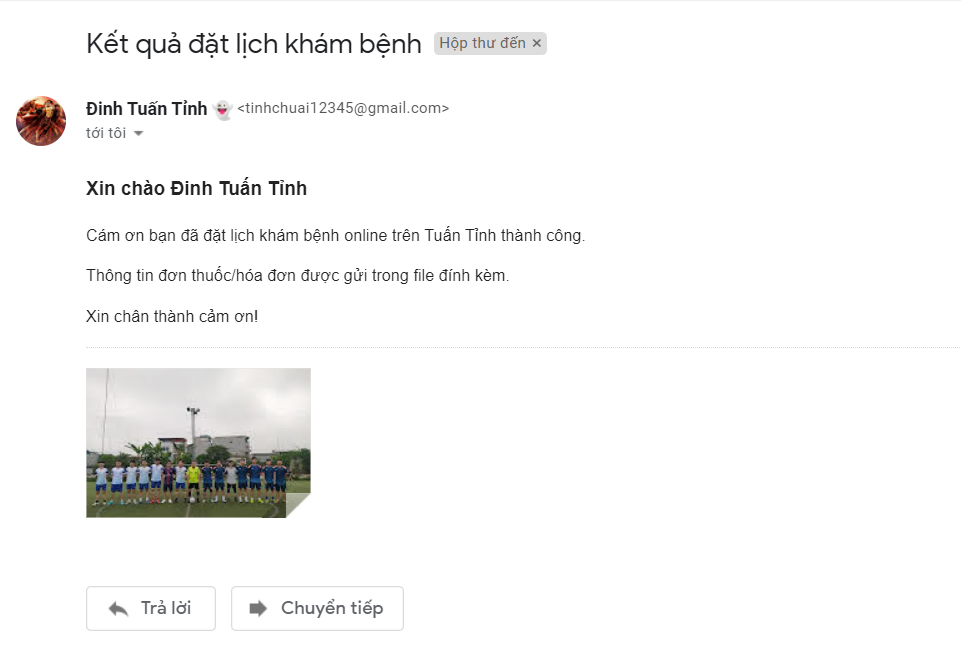 Kết quả đặt lịch khám bệnh Hộp thư đến ×
Đinh Tuấn Tỉnh 👻 <tinhchuai12345@gmail.com>
tới tôi
Xin chào Đinh Tuấn Tỉnh
Cám ơn bạn đã đặt lịch khám bệnh online trên Tuấn Tỉnh thành công.
Thông tin đơn thuốc/hóa đơn được gửi trong file đính kèm.
Xin chân thành cảm ơn!
Trả lời
Chuyển tiếp